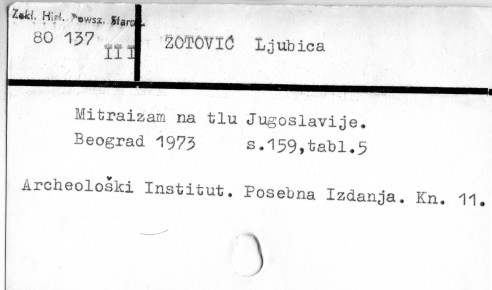 Zakł. Hist. Powsz. Staroż.
80 137
III
ZOTOVIĆ Ljubica
Mitraizam na tlu Jugoslavije.
Beograd 1973 s.159,tabl.5
Archeološki Institut. Posebna Izdanja. Kn. 11.